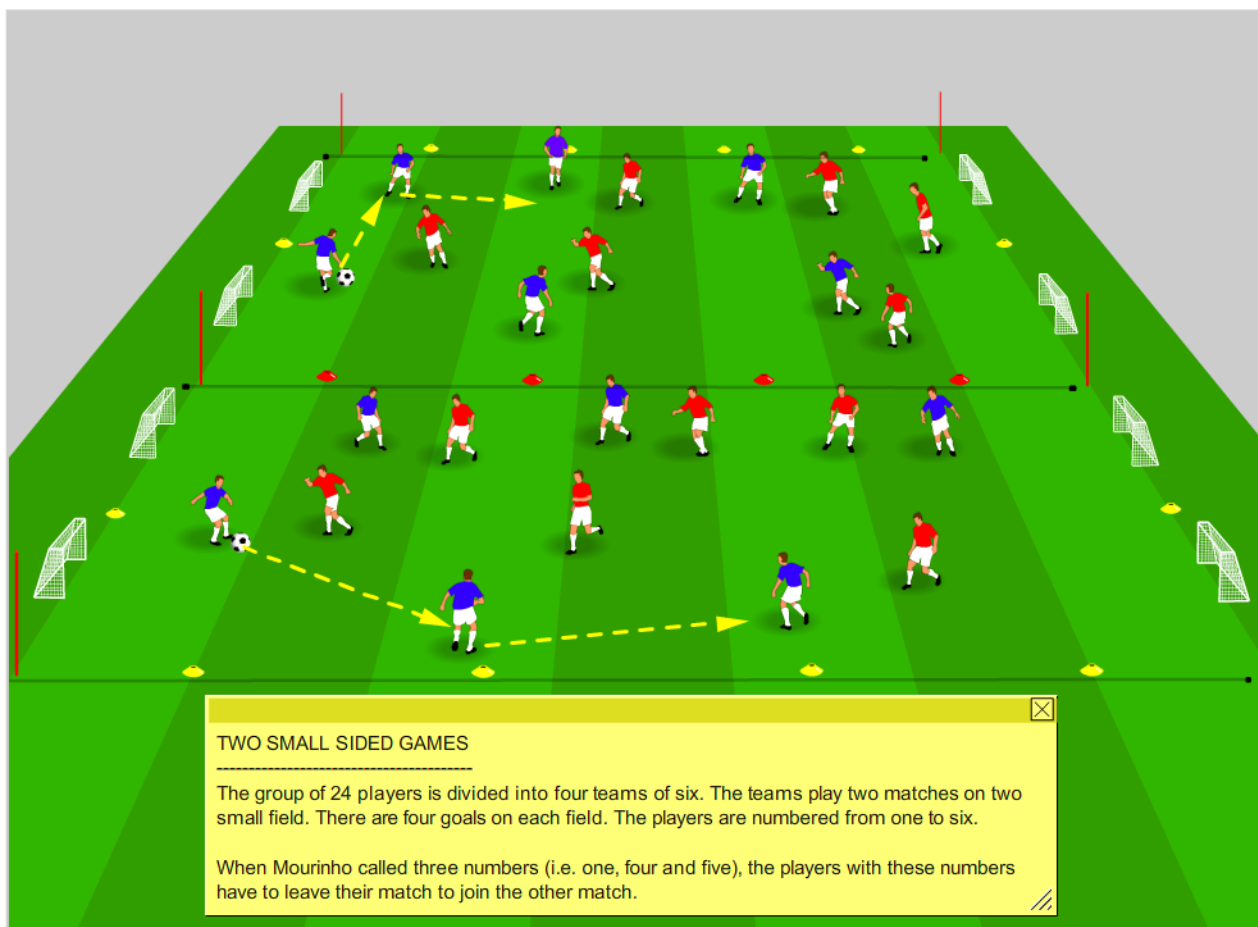 TWO SMALL SIDED GAMES
----------------------------------------
The group of 24 players is divided into four teams of six. The teams play two matches on two
small field. There are four goals on each field. The players are numbered from one to six.
When Mourinho called three numbers (i.e. one, four and five), the players with these numbers
have to leave their match to join the other match.